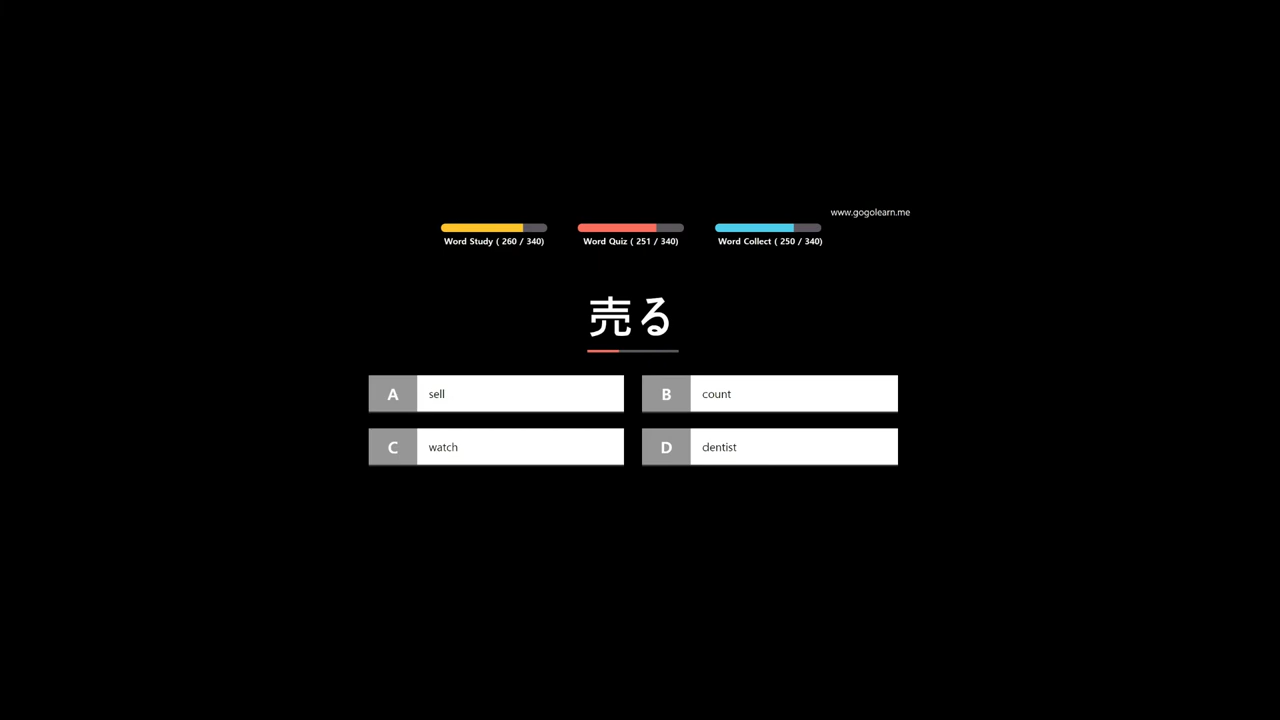 www.gogolearn.me
Word Study ( 260 / 340)
Word Quiz ( 251 / 340)
Word Collect ( 250 / 340)
売る
A sell
B count
C watch
D dentist